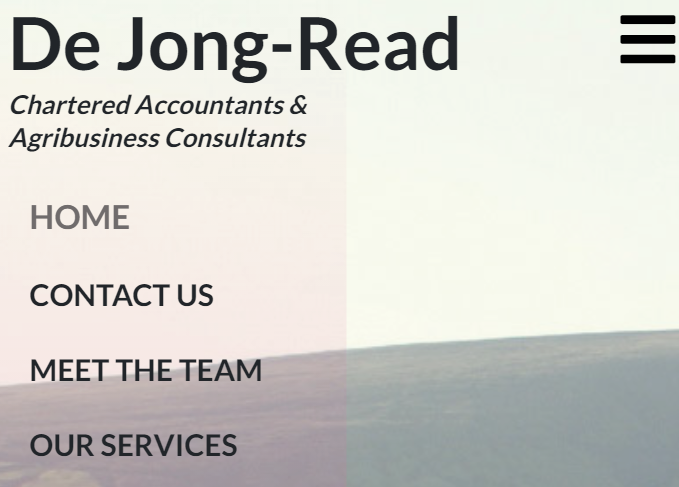 De Jong-Read
Chartered Accountants &
Agribusiness Consultants
HOME
CONTACT US
MEET THE TEAM
OUR SERVICES